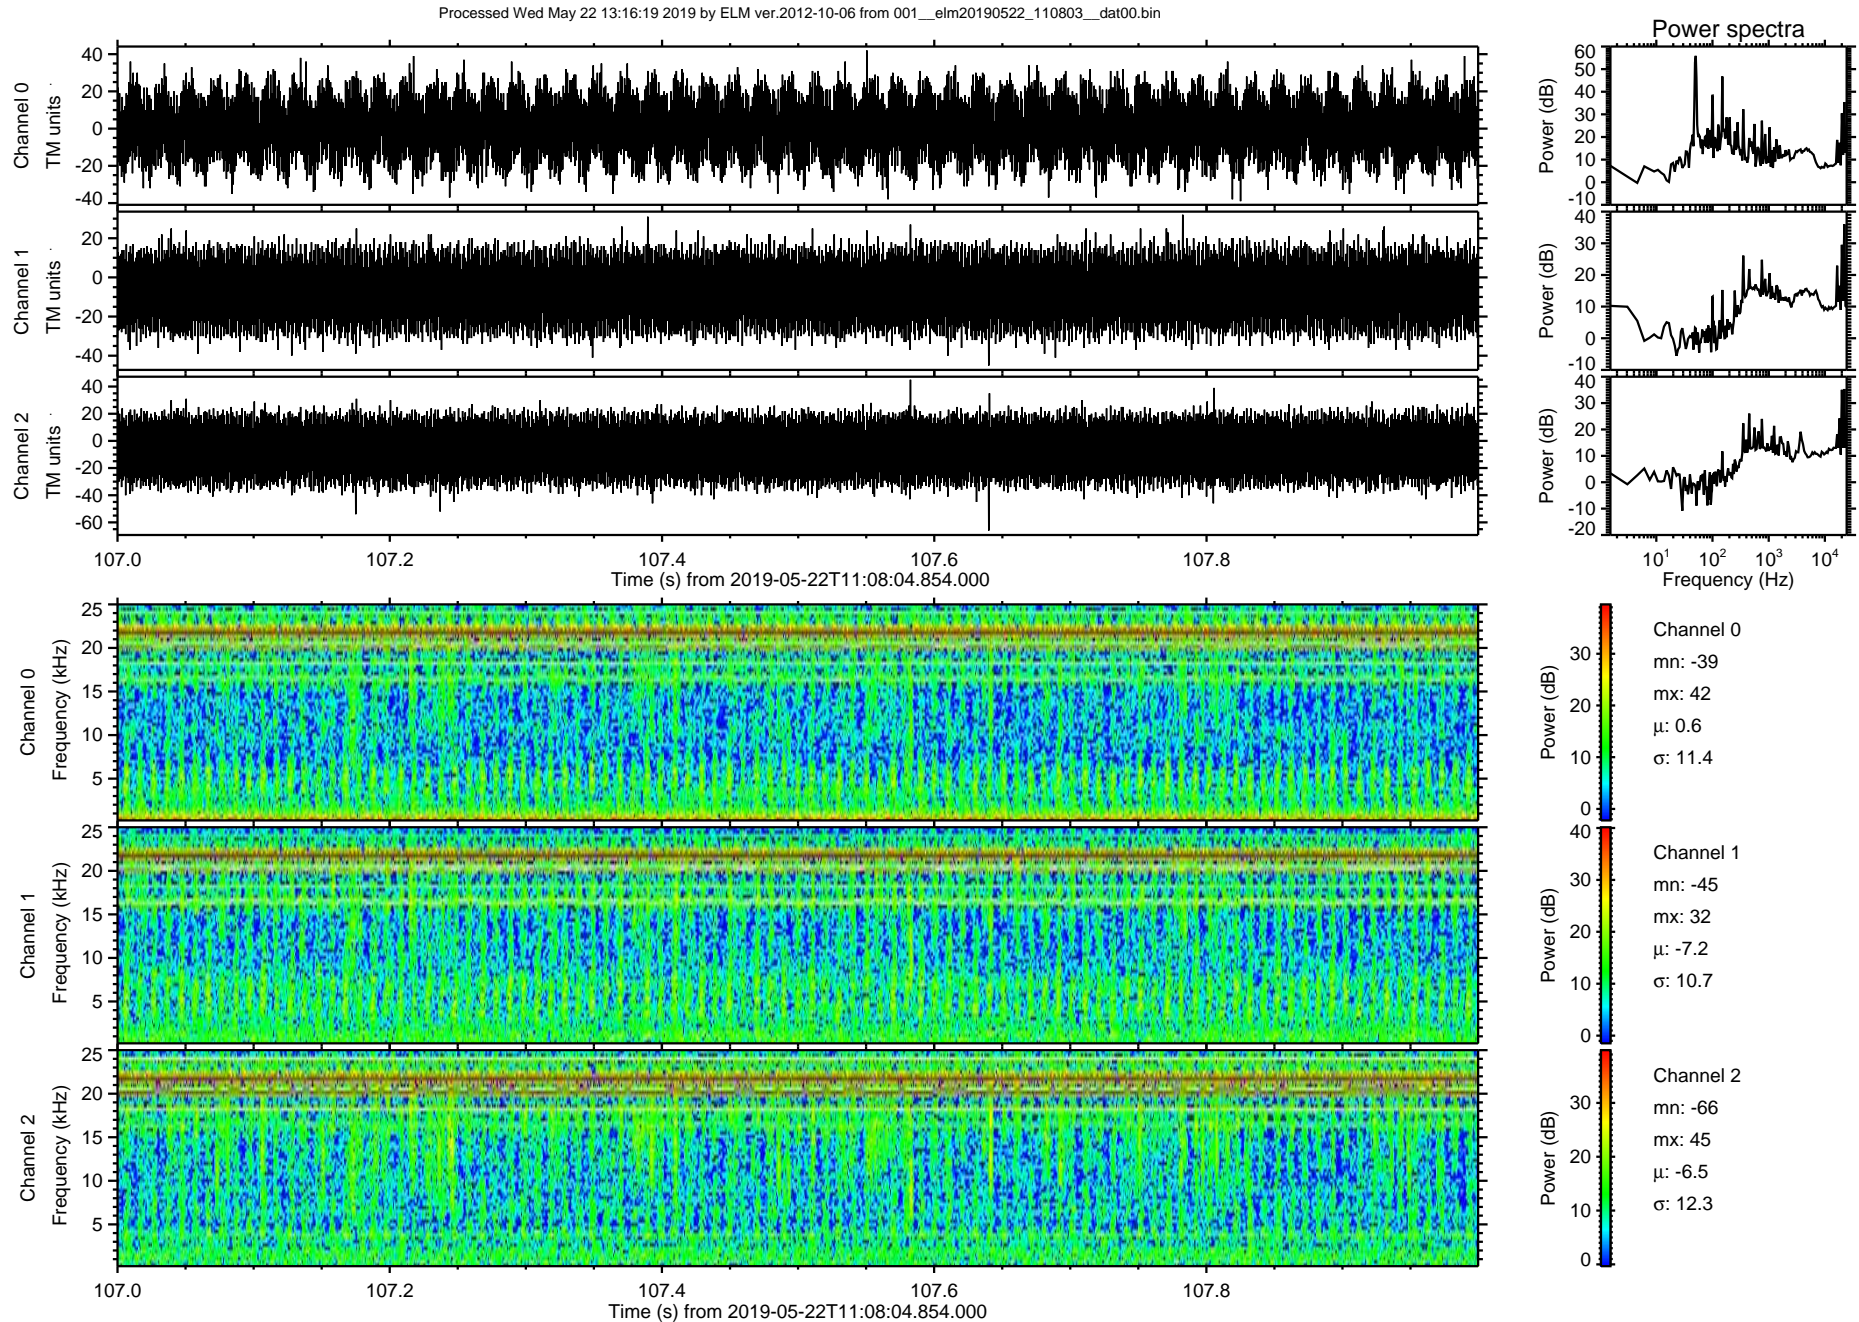 Processed Wed May 22 13:16:19 2019 by ELM ver.2012-10-06 from 001__elm20190522_110803__dat00.bin
Power spectra
Channel 0
TM units
40
20
0
-20
-40
Power (dB)
60
50
40
30
20
10
0
-10
Channel 1
TM units
20
0
-20
-40
Power (dB)
40
30
20
10
0
-10
Channel 2
TM units
40
20
0
-20
-40
-60
Power (dB)
40
30
20
10
0
-10
-20
107.0 107.2 107.4 107.6 107.8
Time (s) from 2019-05-22T11:08:04.854.000
10¹ 10² 10³ 10⁴
Frequency (Hz)
Channel 0
Frequency (kHz)
25
20
15
10
5
Power (dB)
30
20
10
0
Channel 0
mn: -39
mx: 42
μ: 0.6
σ: 11.4
Channel 1
Frequency (kHz)
25
20
15
10
5
Power (dB)
40
30
20
10
0
Channel 1
mn: -45
mx: 32
μ: -7.2
σ: 10.7
Channel 2
Frequency (kHz)
25
20
15
10
5
Power (dB)
30
20
10
0
Channel 2
mn: -66
mx: 45
μ: -6.5
σ: 12.3
107.0 107.2 107.4 107.6 107.8
Time (s) from 2019-05-22T11:08:04.854.000